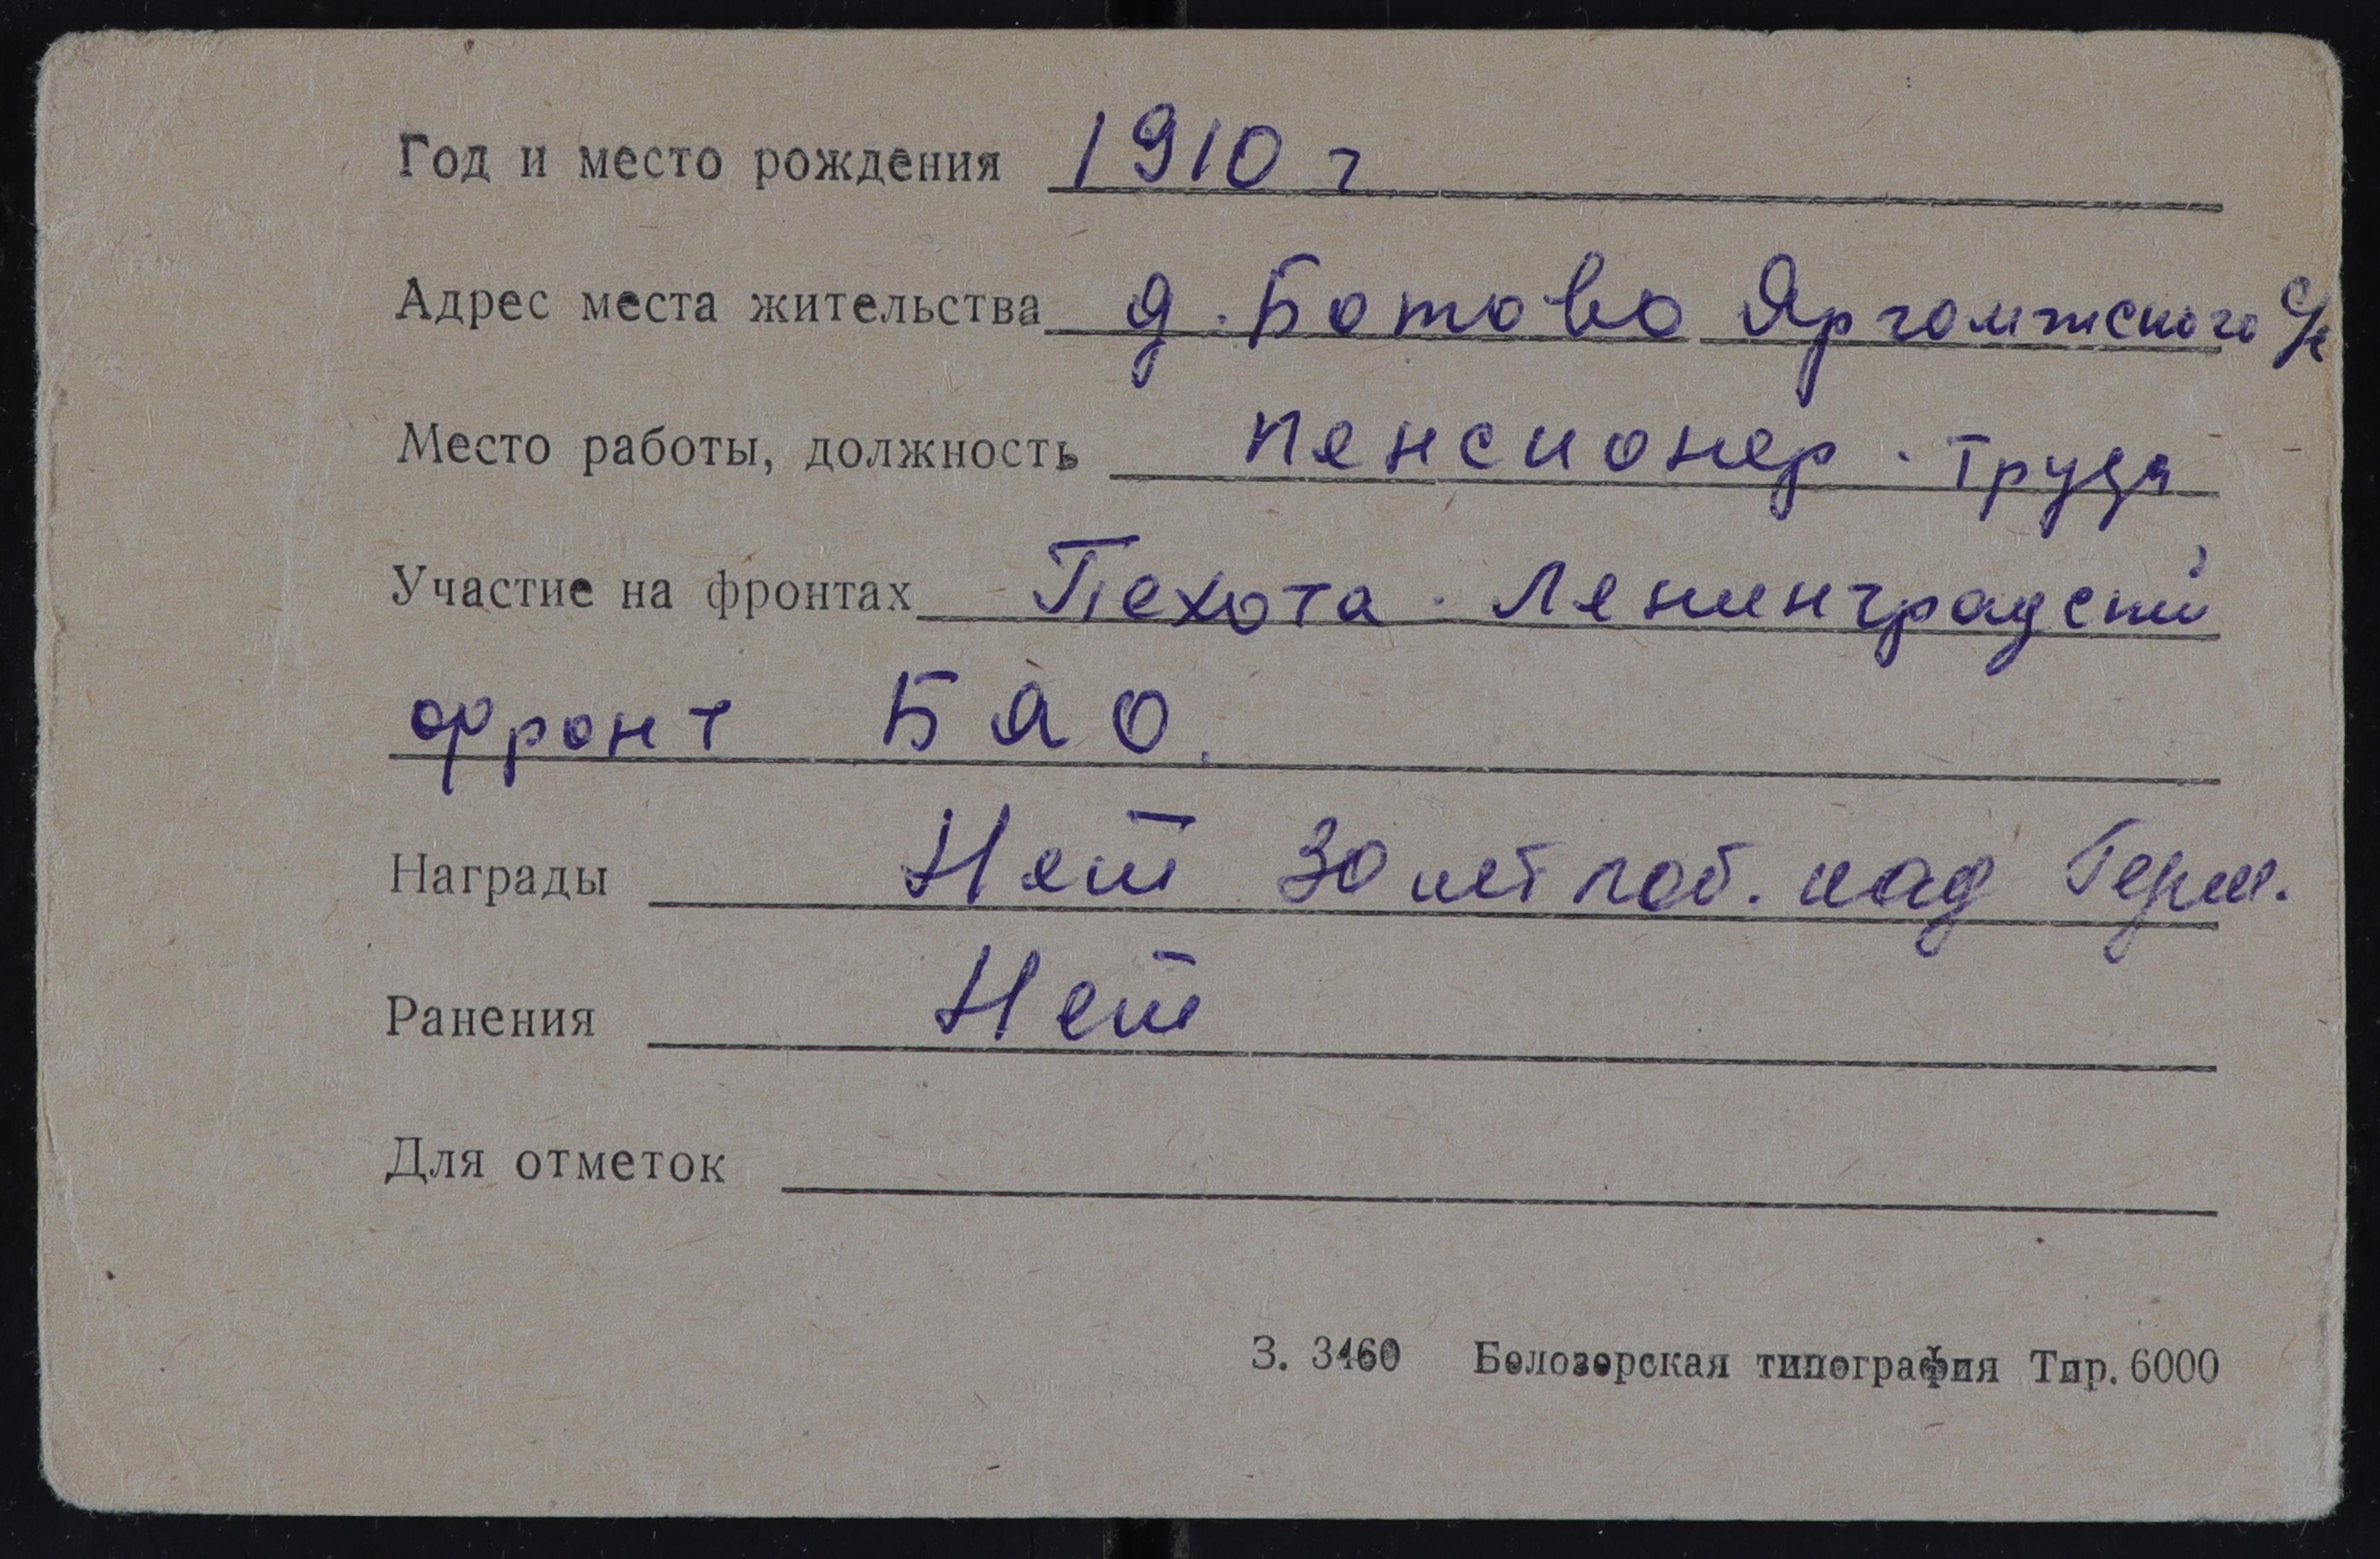 Год и место рождения 1910 г
Адрес места жительства д. Ботово Яргомжского с/с
Место работы, должность пенсионер. труда
Участие на фронтах Пехота. Ленинградский
фронт БАО.
Награды Нет 30 лет поб. над Герм.
Ранения Нет
Для отметок
З. 3460 Белозерская типография Тир. 6000